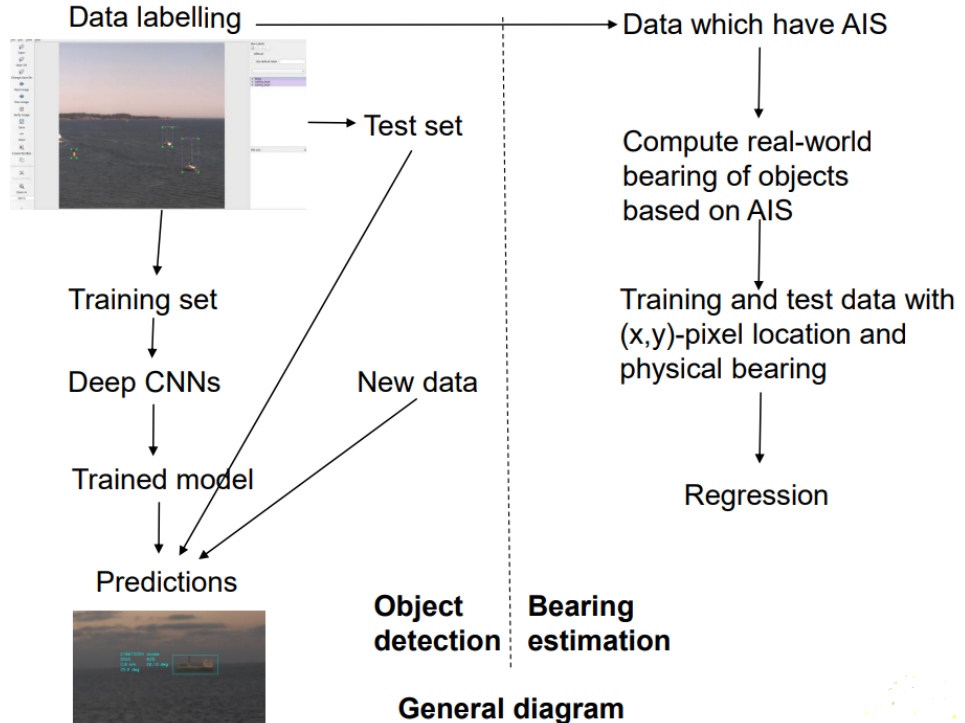 Data labelling
Data which have AIS
Test set
Compute real-world
bearing of objects
based on AIS
Training set
Training and test data with
(x,y)-pixel location and
physical bearing
Deep CNNs
New data
Trained model
Regression
Predictions
Object
detection
Bearing
estimation
General diagram